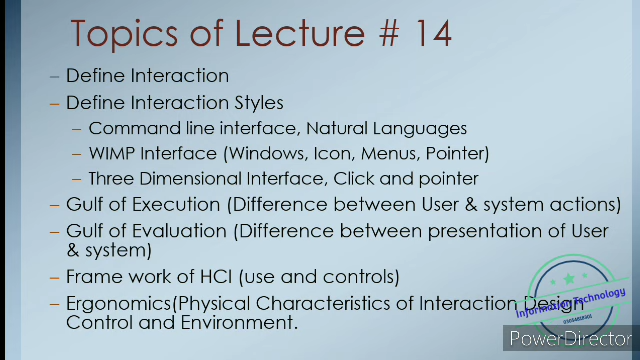 Topics of Lecture # 14
– Define Interaction
– Define Interaction Styles
– Command line interface, Natural Languages
– WIMP Interface (Windows, Icon, Menus, Pointer)
– Three Dimensional Interface, Click and pointer
– Gulf of Execution (Difference between User & system actions)
– Gulf of Evaluation (Difference between presentation of User
& system)
– Frame work of HCI (use and controls)
– Ergonomics(Physical Characteristics of Interaction Design
Control and Environment.
Information Technology
PowerDirector